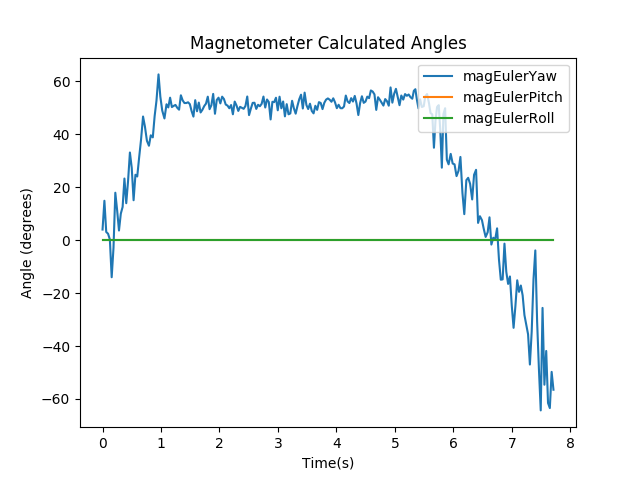 Magnetometer Calculated Angles
magEulerYaw
magEulerPitch
magEulerRoll
60
40
20
0
−20
−40
−60
Angle (degrees)
0 1 2 3 4 5 6 7 8
Time(s)